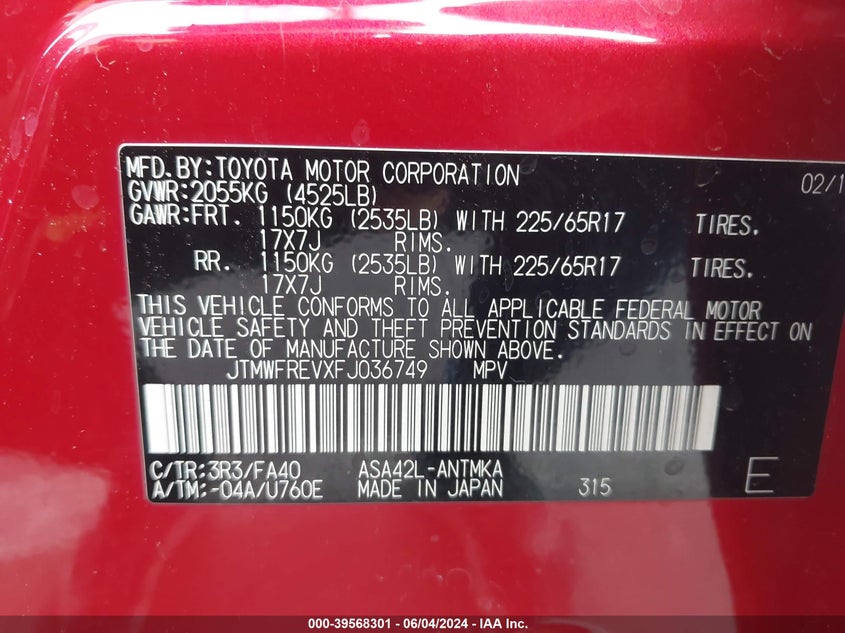 MFD.BY:TOYOTA MOTOR CORPORATION 02/1
GVWR:2055KG (4525LB)
GAWR:FRT. 1150KG (2535LB) WITH 225/65R17 TIRES.
17X7J RIMS.
RR. 1150KG (2535LB) WITH 225/65R17 TIRES.
17X7J RIMS.
THIS VEHICLE CONFORMS TO ALL APPLICABLE FEDERAL MOTOR
VEHICLE SAFETY AND THEFT PREVENTION STANDARDS IN EFFECT ON
THE DATE OF MANUFACTURE SHOWN ABOVE.
JTMWFREVXFJ036749 MPV
C/TR:3R3/FA40 ASA42L-ANTMKA
A/TM:-04A/U760E MADE IN JAPAN 315 E
000-39568301 - 06/04/2024 - IAA Inc.